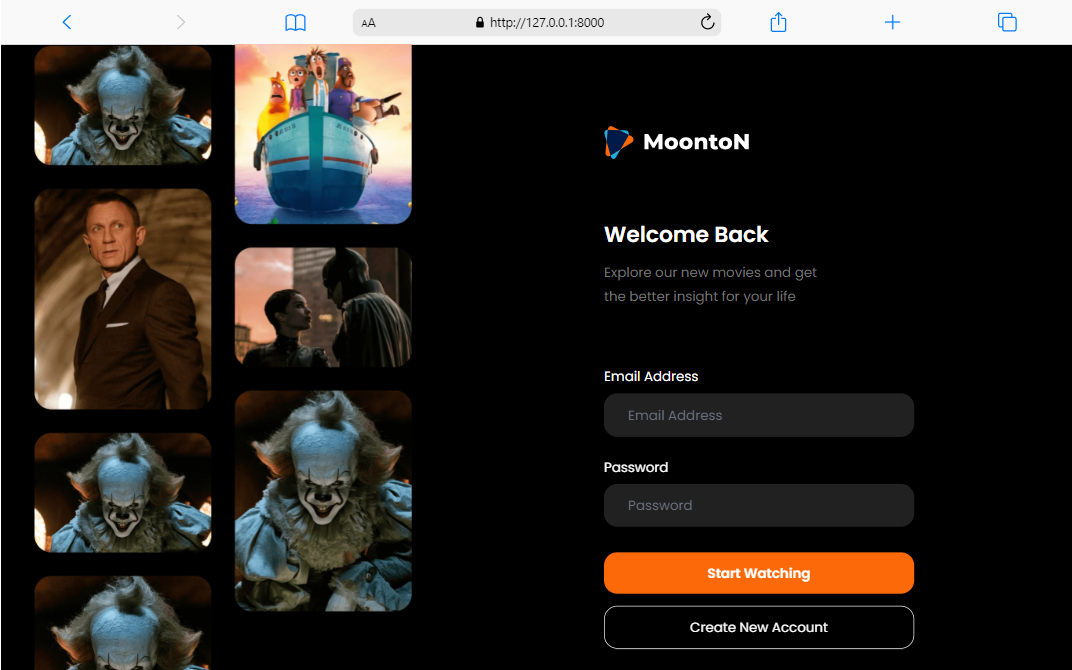 AA
http://127.0.0.1:8000
MoontoN
Welcome Back
Explore our new movies and get
the better insight for your life
Email Address
Email Address
Password
Password
Start Watching
Create New Account